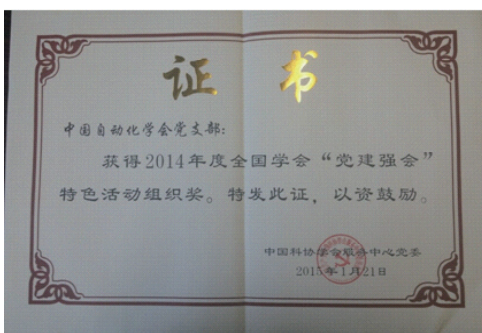 证书
中国自动化学会党支部：
获得2014年度全国学会“党建强会”
特色活动组织奖。特发此证，以资鼓励。
中国科协学会服务中心党委
2015年1月21日